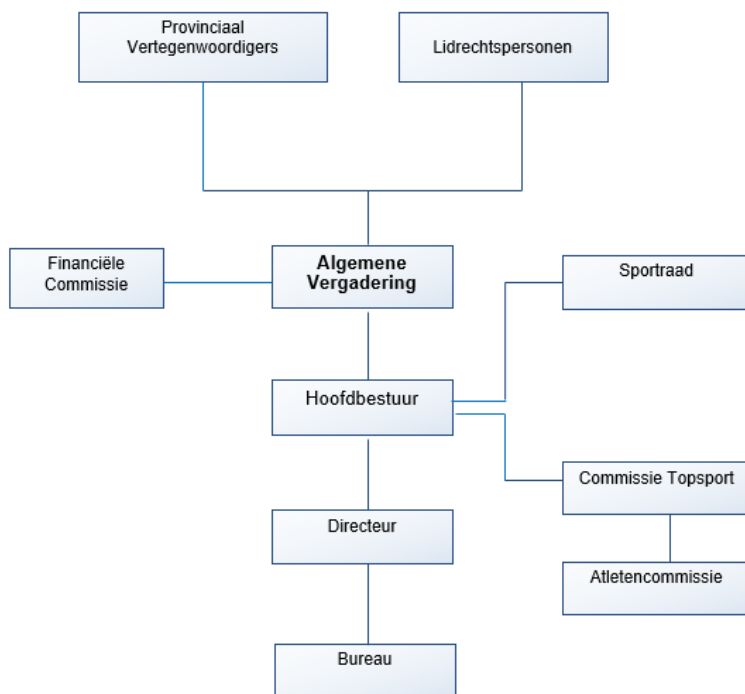 Provinciaal
Vertegenwoordigers
Lidrechtspersonen
Financiële
Commissie
Algemene
Vergadering
Sportraad
Hoofdbestuur
Commissie Topsport
Directeur
Atletencommissie
Bureau